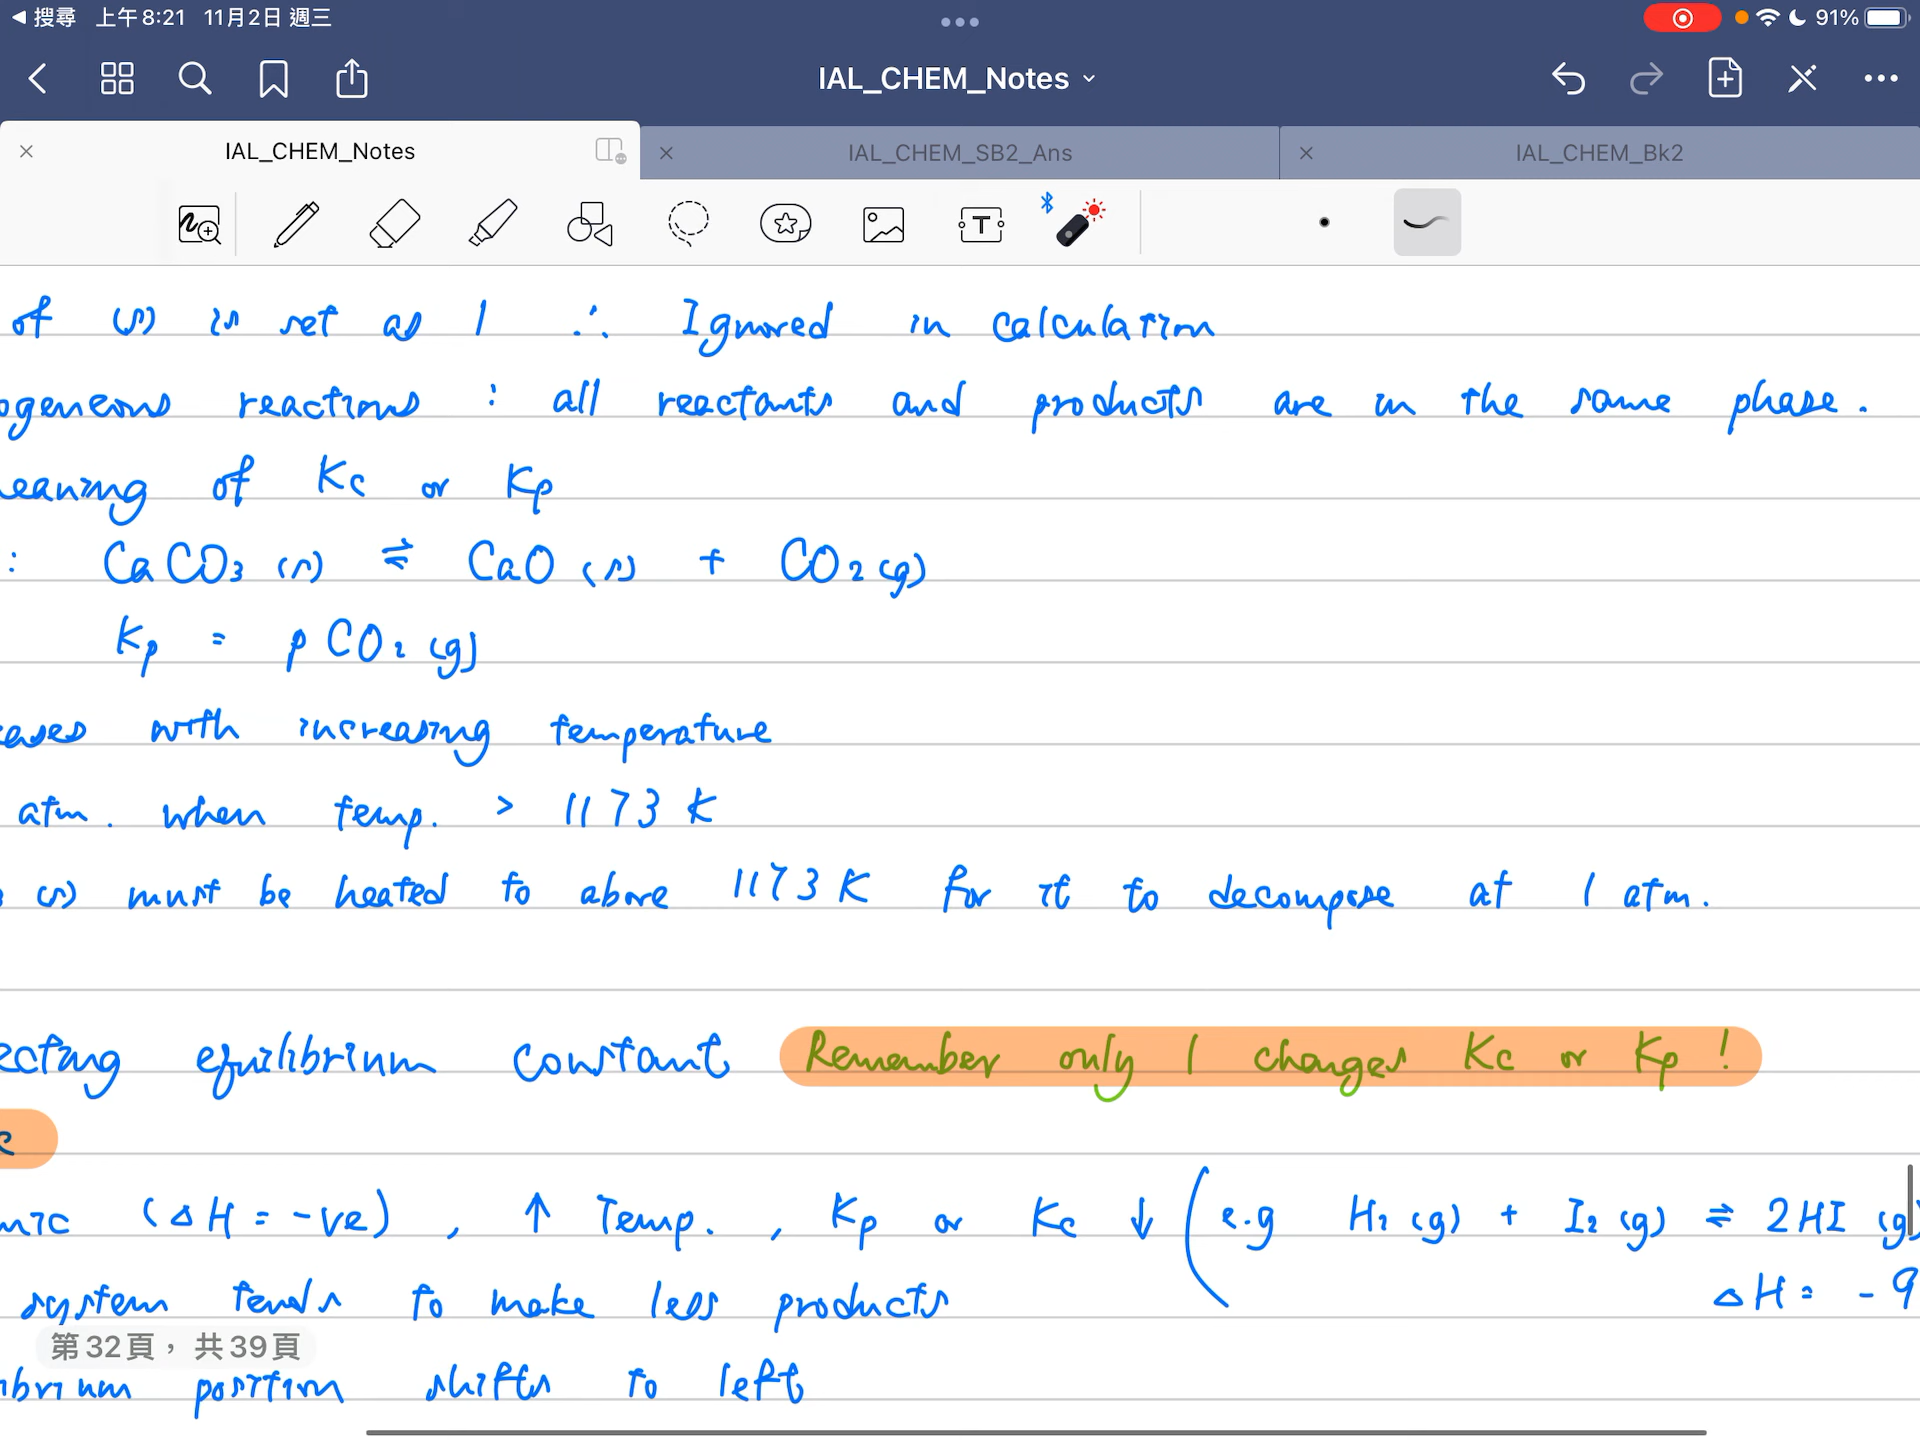 搜尋 上午8:21 11月2日 週三 91%
IAL_CHEM_Notes
IAL_CHEM_Notes IAL_CHEM_SB2_Ans IAL_CHEM_Bk2
of (s) is set as 1 ∴ Ignored in calculation
ogeneous reactions : all reactants and products are in the same phase.
eaning of Kc or Kp
: CaCO3 (s) ⇌ CaO (s) + CO2 (g)
Kp = pCO2 (g)
eases with increasing temperature
atm. when temp. > 1173 K
(s) must be heated to above 1173 K for it to decompose at 1 atm.
ecting equilibrium constant Remember only 1 changes Kc or Kp !
e
mic (ΔH = -ve) , ↑ Temp. , Kp or Kc ↓ ( e.g H2 (g) + I2 (g) ⇌ 2HI (g)
ΔH = - 9
system tends to make less products
第32頁，共39頁
ibrium position shifts to left